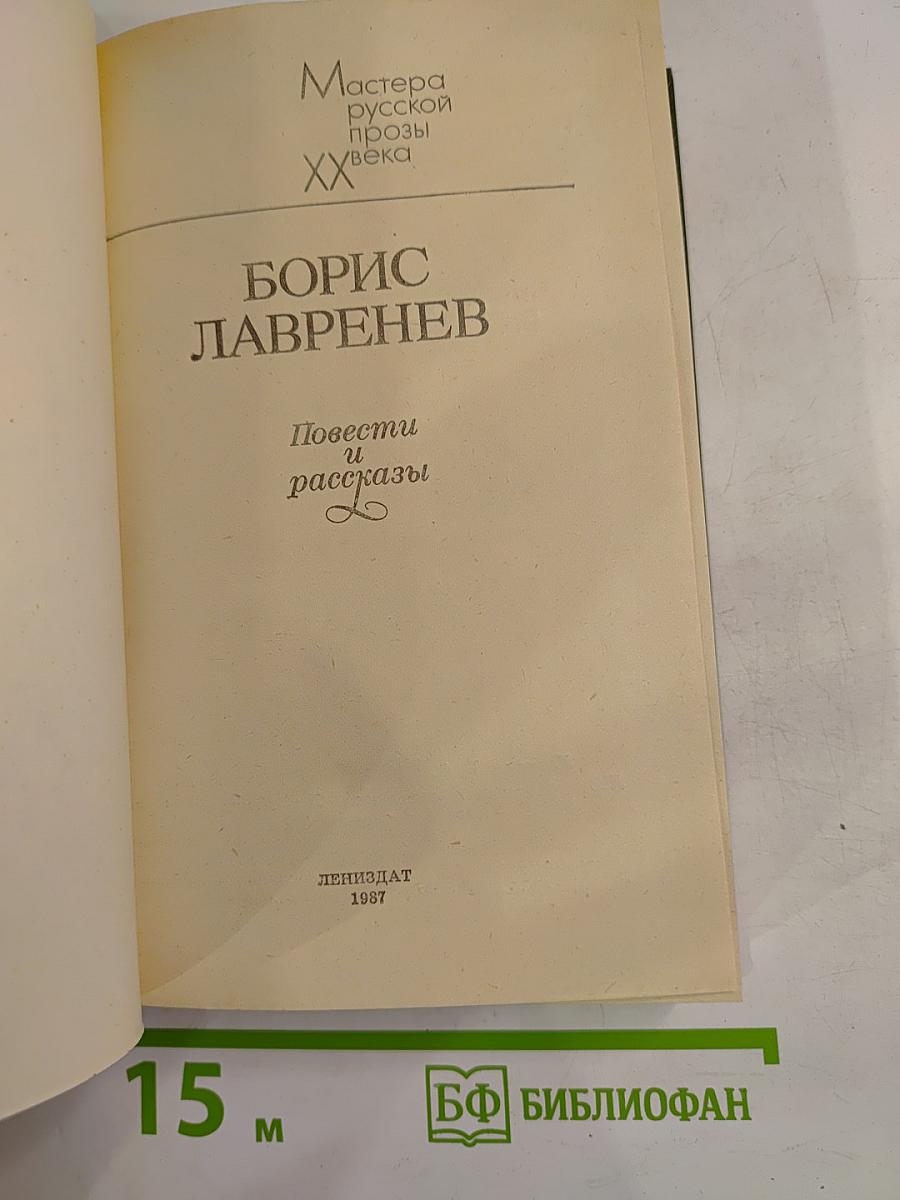 Мастера
русской
прозы
XX века
БОРИС
ЛАВРЕНЕВ
Повести
и
рассказы
ЛЕНИЗДАТ
1987
15 м
БФ БИБЛИОФАН